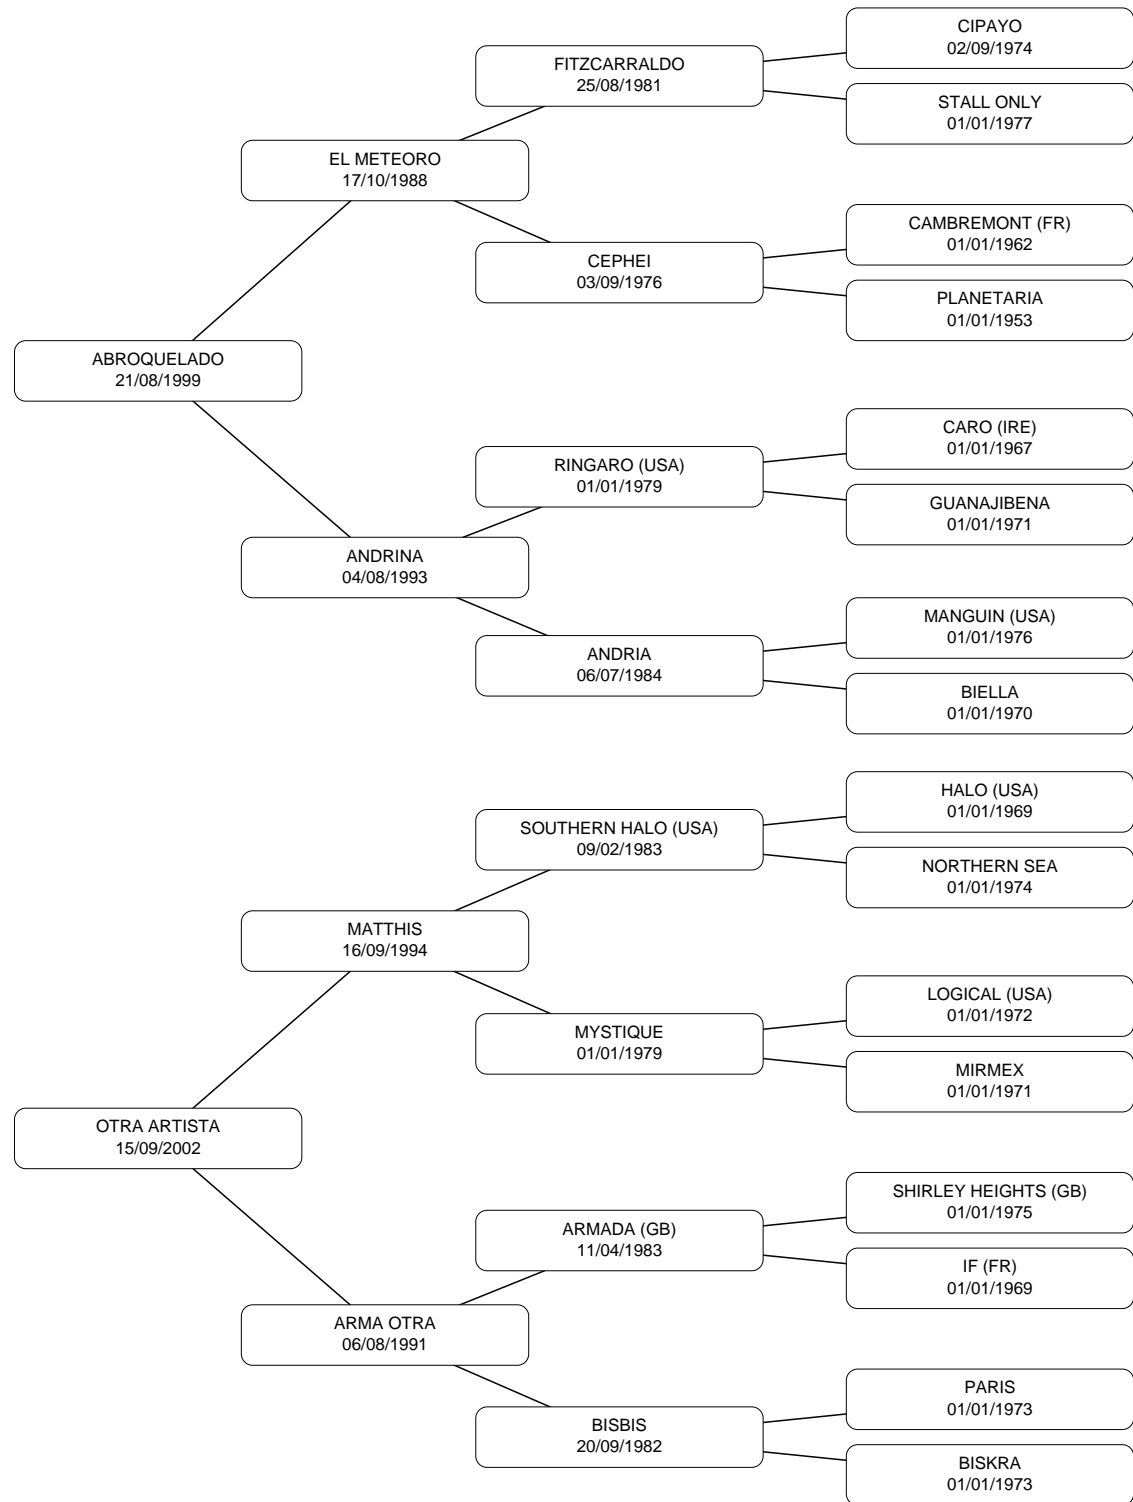 CIPAYO
02/09/1974
FITZCARRALDO
25/08/1981
STALL ONLY
01/01/1977
EL METEORO
17/10/1988
CAMBREMONT (FR)
01/01/1962
CEPHEI
03/09/1976
PLANETARIA
01/01/1953
ABROQUELADO
21/08/1999
CARO (IRE)
01/01/1967
RINGARO (USA)
01/01/1979
GUANAJIBENA
01/01/1971
ANDRINA
04/08/1993
MANGUIN (USA)
01/01/1976
ANDRIA
06/07/1984
BIELLA
01/01/1970
HALO (USA)
01/01/1969
SOUTHERN HALO (USA)
09/02/1983
NORTHERN SEA
01/01/1974
MATTHIS
16/09/1994
LOGICAL (USA)
01/01/1972
MYSTIQUE
01/01/1979
MIRMEX
01/01/1971
OTRA ARTISTA
15/09/2002
SHIRLEY HEIGHTS (GB)
01/01/1975
ARMADA (GB)
11/04/1983
IF (FR)
01/01/1969
ARMA OTRA
06/08/1991
PARIS
01/01/1973
BISBIS
20/09/1982
BISKRA
01/01/1973